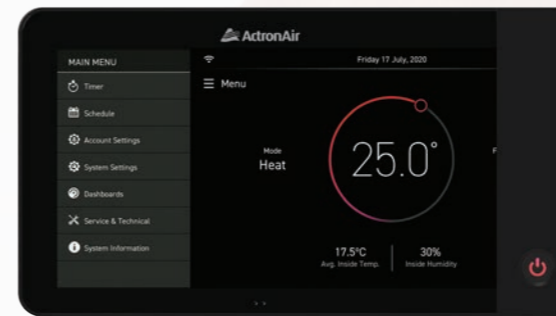 ActronAir
MAIN MENU
Timer
Schedule
Account Settings
System Settings
Dashboards
Service & Technical
System Information
Friday 17 July, 2020
Menu
Mode
Heat
25.0°
F
17.5°C
Avg. Inside Temp.
30%
Inside Humidity